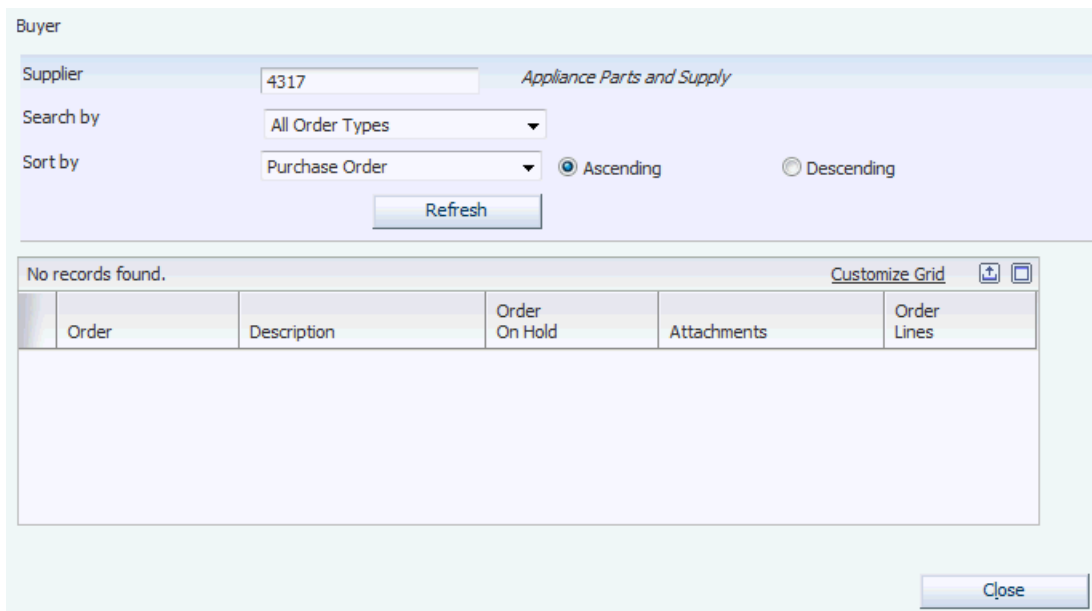 Buyer
Supplier 4317 Appliance Parts and Supply
Search by All Order Types
Sort by Purchase Order Ascending Descending
Refresh
No records found. Customize Grid
Order Description Order On Hold Attachments Order Lines
Close